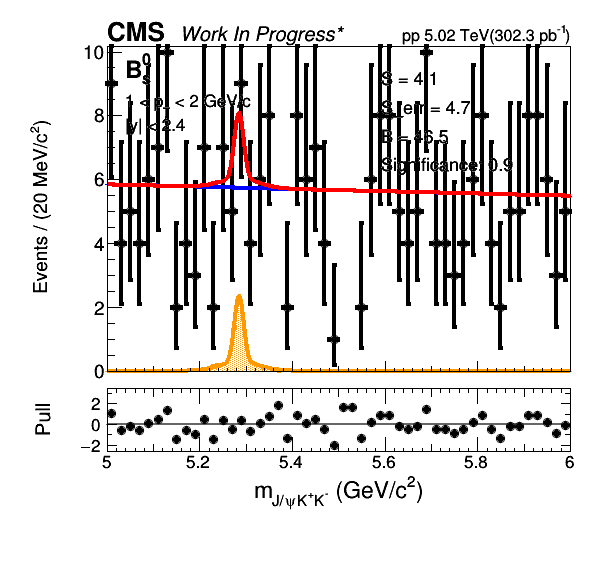 CMS Work In Progress* pp 5.02 TeV(302.3 pb⁻¹)
B⁰ₛ
1 < p < 2 GeV/c
|y| < 2.4
S = 4.1
S_err = 4.7
B = 46.5
Significance: 0.9
Events / (20 MeV/c²)
10
8
6
4
2
0
Pull
2
0
−2
5 5.2 5.4 5.6 5.8 6
m_J/ψK⁺K⁻ (GeV/c²)